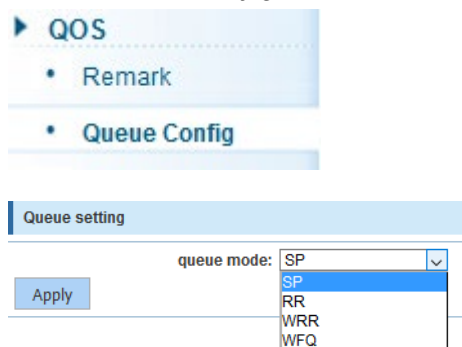 QOS
Remark
Queue Config
Queue setting
queue mode: SP
SP
Apply
RR
WRR
WFQ